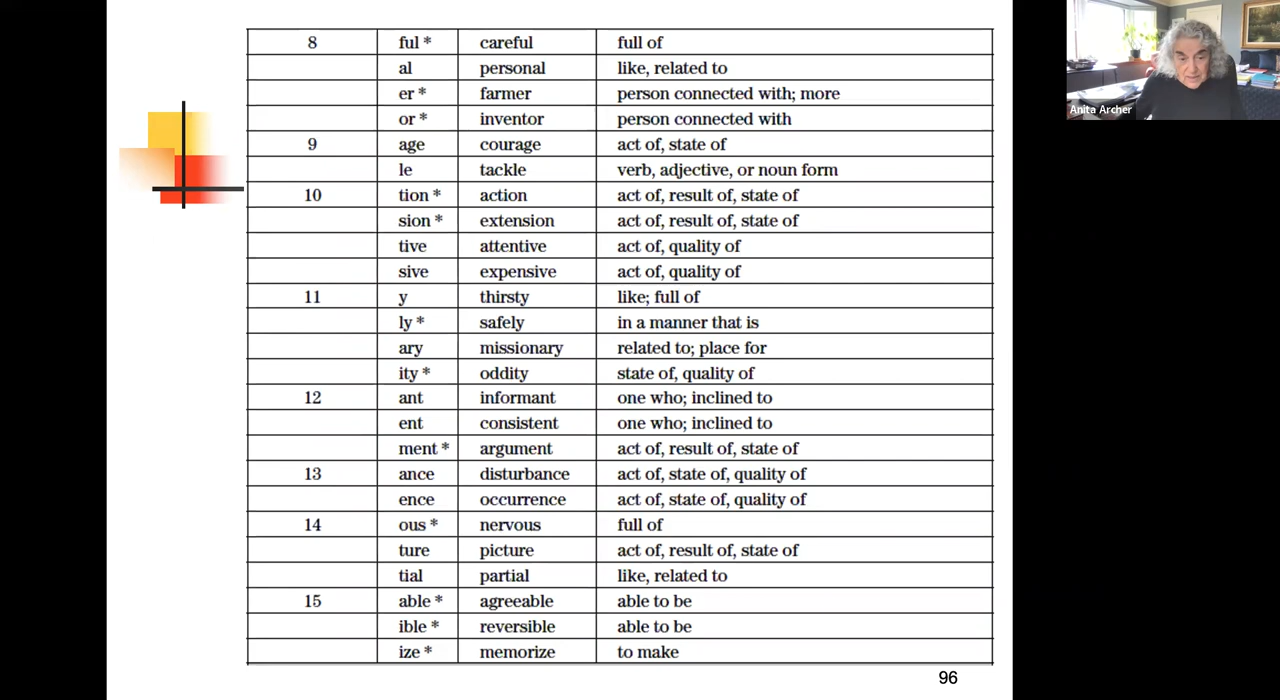 8 ful * careful full of
al personal like, related to
er * farmer person connected with; more
or * inventor person connected with
9 age courage act of, state of
le tackle verb, adjective, or noun form
10 tion * action act of, result of, state of
sion * extension act of, result of, state of
tive attentive act of, quality of
sive expensive act of, quality of
11 y thirsty like; full of
ly * safely in a manner that is
ary missionary related to; place for
ity * oddity state of, quality of
12 ant informant one who; inclined to
ent consistent one who; inclined to
ment * argument act of, result of, state of
13 ance disturbance act of, state of, quality of
ence occurrence act of, state of, quality of
14 ous * nervous full of
ture picture act of, result of, state of
tial partial like, related to
15 able * agreeable able to be
ible * reversible able to be
ize * memorize to make
96
Anita Archer